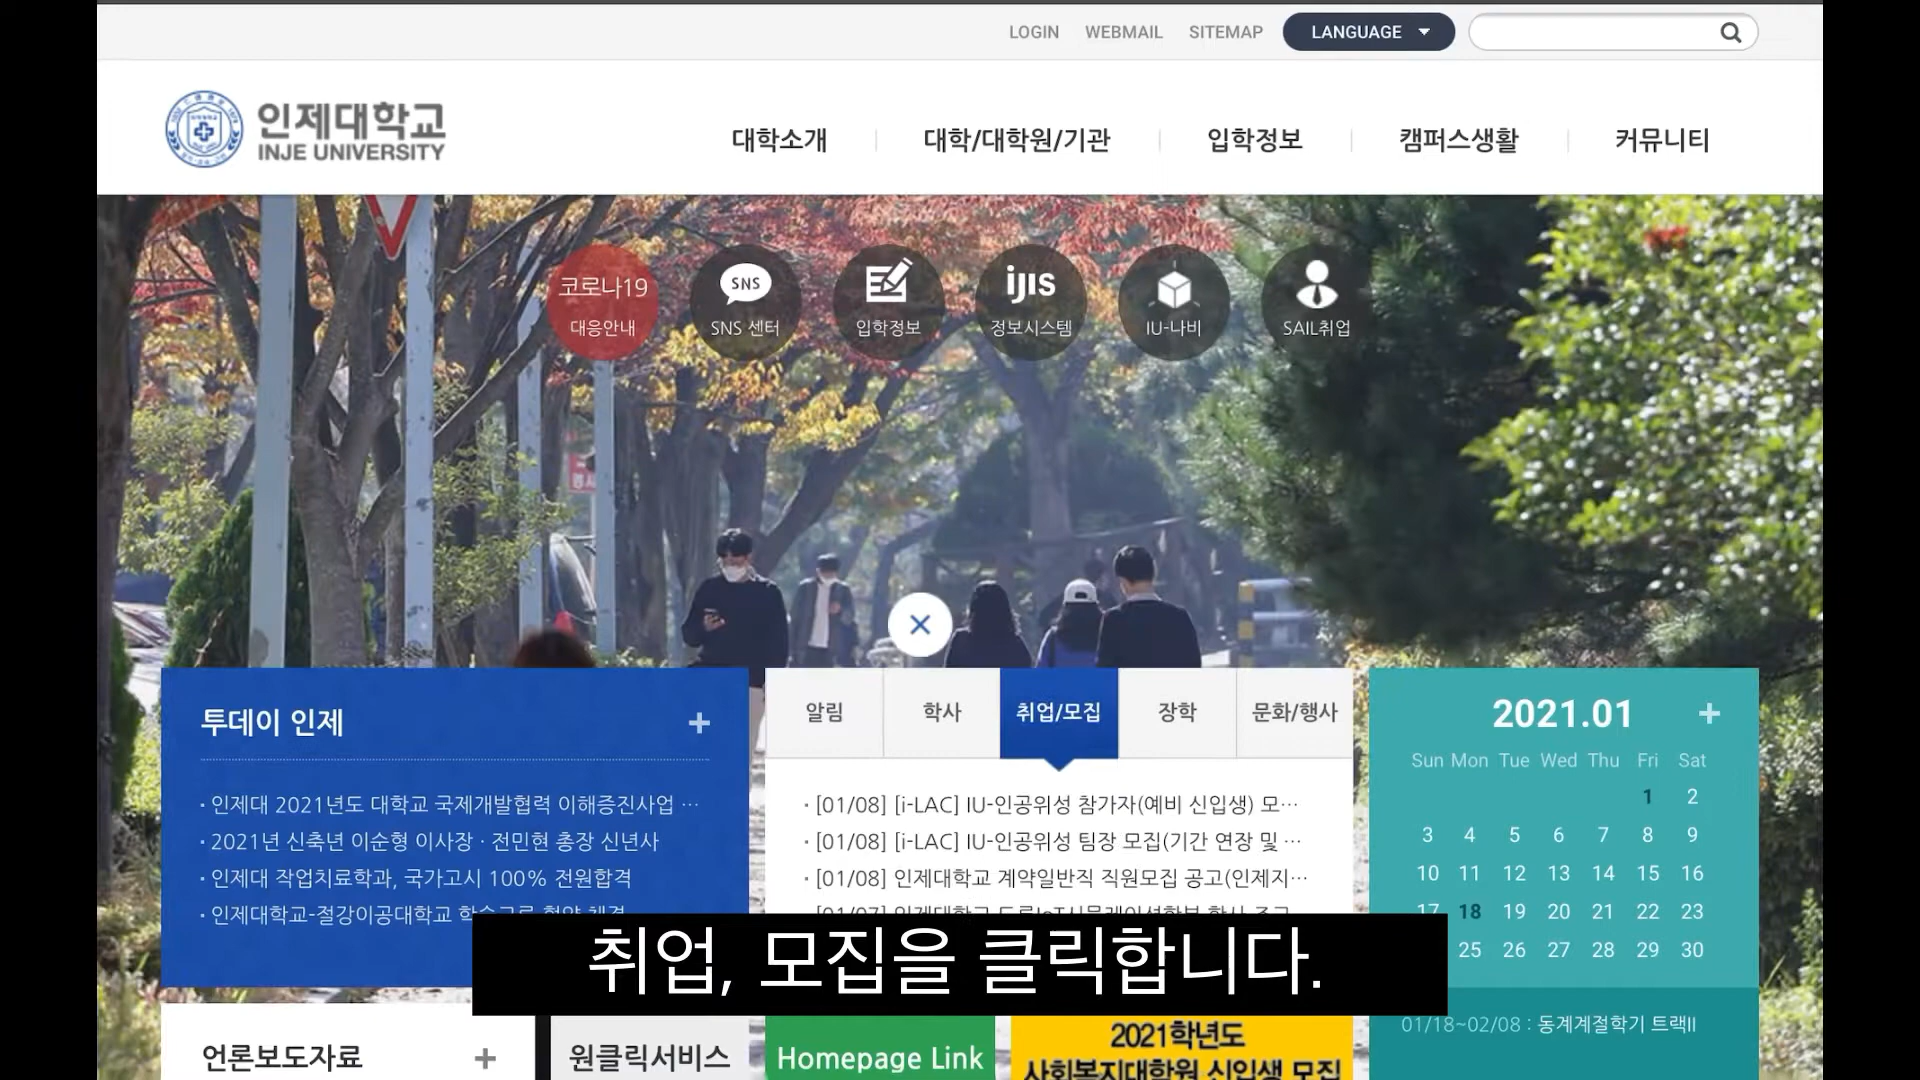 LOGIN WEBMAIL SITEMAP LANGUAGE
인제대학교
INJE UNIVERSITY
대학소개 대학/대학원/기관 입학정보 캠퍼스생활 커뮤니티
코로나19
대응안내
SNS
SNS 센터
입학정보
iJIS
정보시스템
IU-나비
SAIL취업
투데이 인제 +
· 인제대 2021년도 대학교 국제개발협력 이해증진사업 …
· 2021년 신축년 이순형 이사장 · 전민현 총장 신년사
· 인제대 작업치료학과, 국가고시 100% 전원합격
· 인제대학교-절강이공대학교
알림 학사 취업/모집 장학 문화/행사
· [01/08] [i-LAC] IU-인공위성 참가자(예비 신입생) 모…
· [01/08] [i-LAC] IU-인공위성 팀장 모집(기간 연장 및 …
· [01/08] 인제대학교 계약일반직 직원모집 공고(인제지…
2021.01 +
Sun Mon Tue Wed Thu Fri Sat
1 2
3 4 5 6 7 8 9
10 11 12 13 14 15 16
17 18 19 20 21 22 23
25 26 27 28 29 30
01/18~02/08 : 동계계절학기 트랙II
취업, 모집을 클릭합니다.
언론보도자료 +
원클릭서비스
Homepage Link
2021학년도
사회복지대학원 신입생 모집